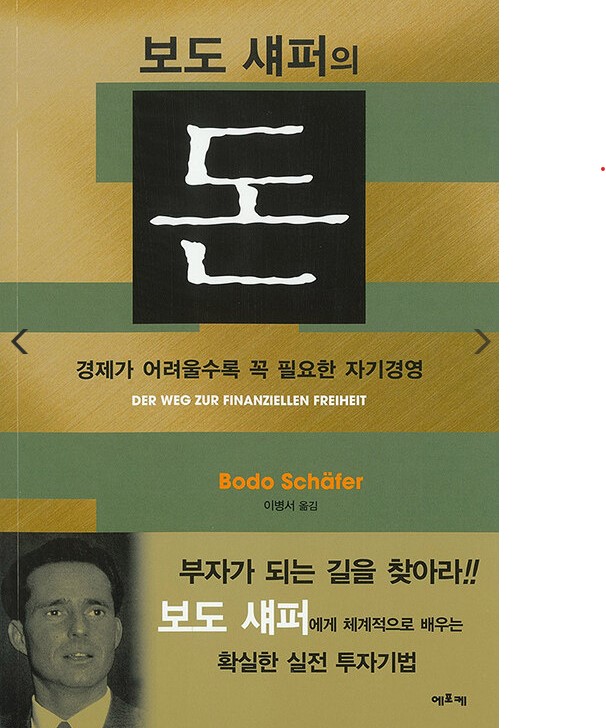 보도 섀퍼의
돈
경제가 어려울수록 꼭 필요한 자기경영
DER WEG ZUR FINANZIELLEN FREIHEIT
Bodo Schäfer
이병서 옮김
부자가 되는 길을 찾아라!!
보도 섀퍼에게 체계적으로 배우는
확실한 실전 투자기법
에포케